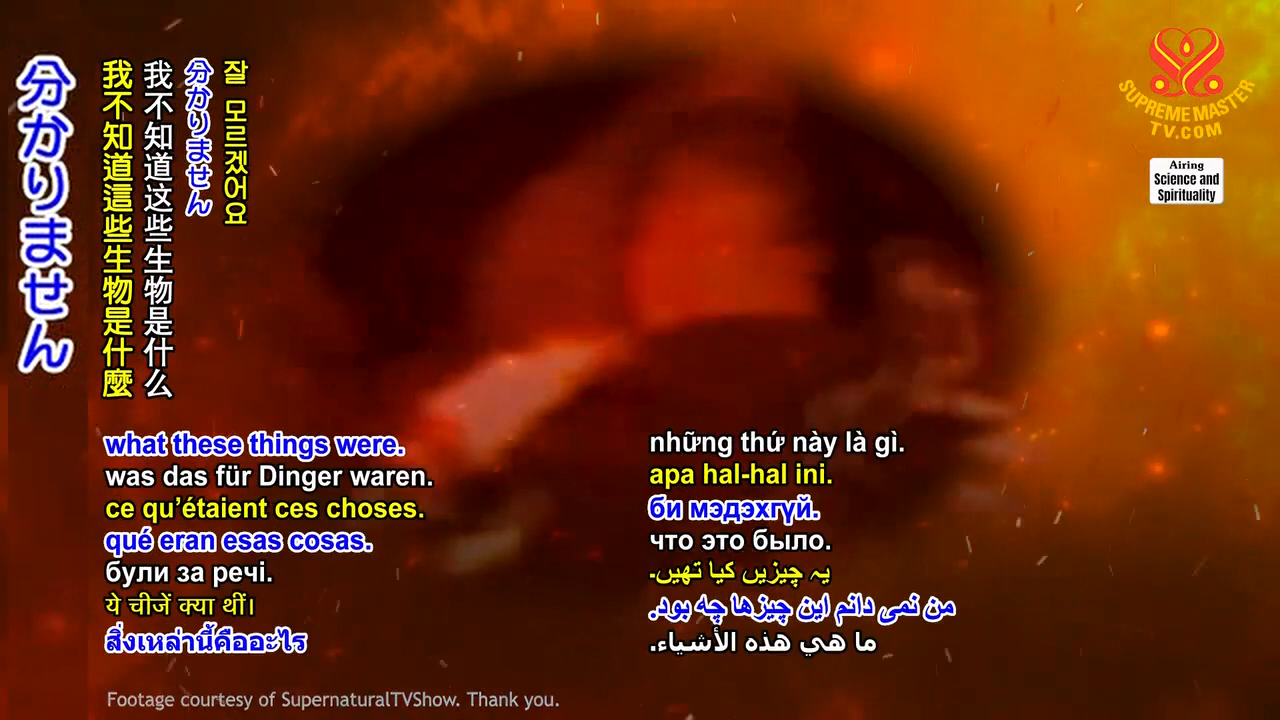 分かりません
我不知道這些生物是什麼
我不知道这些生物是什么
分かりません
잘 모르겠어요
SUPREME MASTER
TV.COM
Airing
Science and
Spirituality
what these things were.
was das für Dinger waren.
ce qu’étaient ces choses.
qué eran esas cosas.
були за речі.
ये चीजें क्या थीं।
สิ่งเหล่านี้คืออะไร
những thứ này là gì.
apa hal-hal ini.
би мэдэхгүй.
что это было.
یہ چیزیں کیا تھیں۔
من نمی دانم این چیزها چه بود.
ما هي هذه الأشياء.
Footage courtesy of SupernaturalTVShow. Thank you.